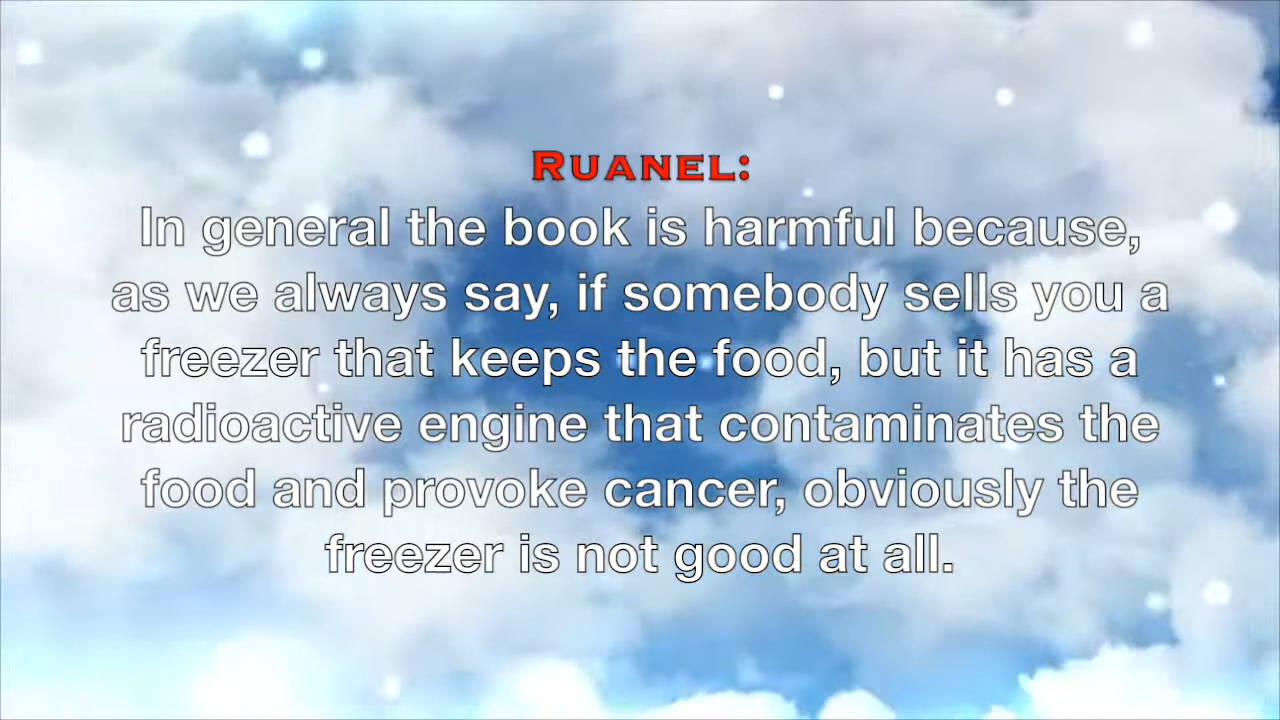 RUANEL:
In general the book is harmful because,
as we always say, if somebody sells you a
freezer that keeps the food, but it has a
radioactive engine that contaminates the
food and provoke cancer, obviously the
freezer is not good at all.